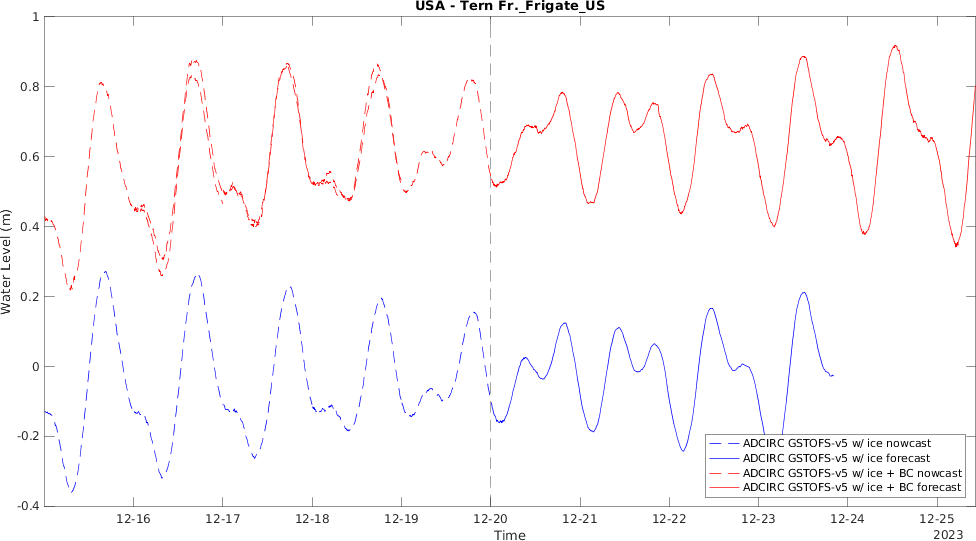 USA - Tern Fr._Frigate_US
1
0.8
0.6
0.4
0.2
0
-0.2
-0.4
Water Level (m)
12-16
12-17
12-18
12-19
12-20
12-21
12-22
12-23
12-24
12-25
Time
2023
ADCIRC GSTOFS-v5 w/ ice nowcast
ADCIRC GSTOFS-v5 w/ ice forecast
ADCIRC GSTOFS-v5 w/ ice + BC nowcast
ADCIRC GSTOFS-v5 w/ ice + BC forecast